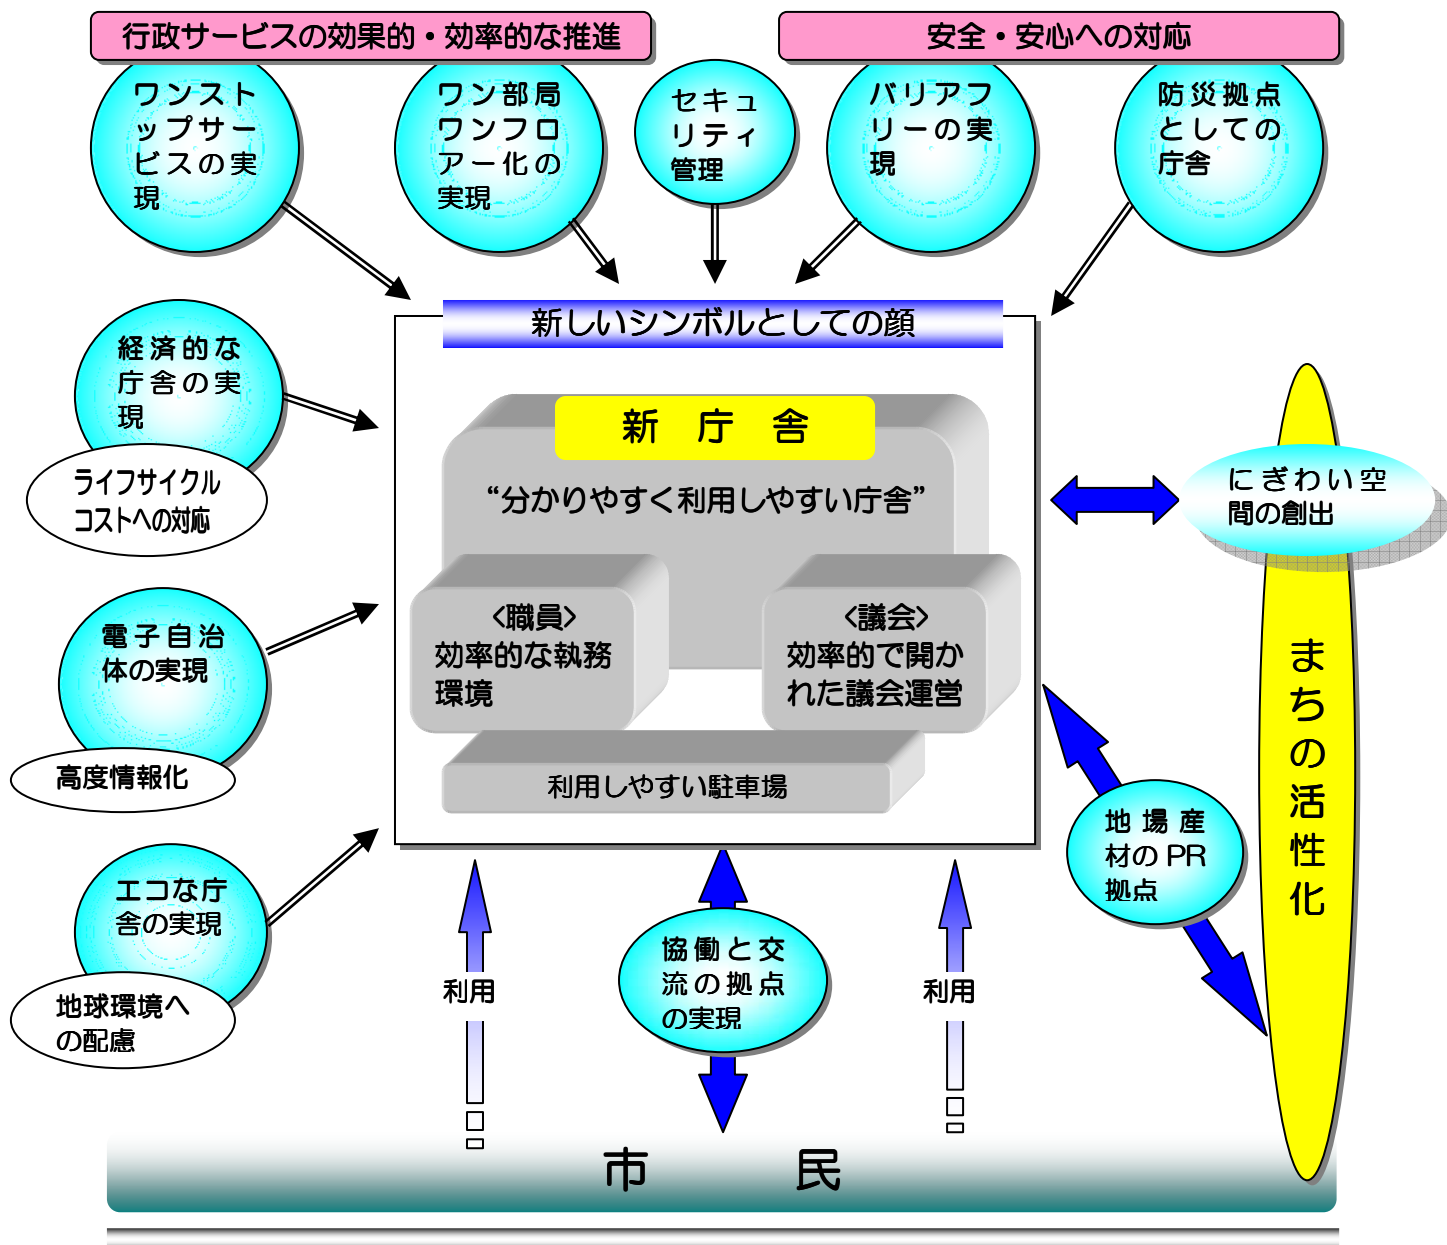 行政サービスの効果的・効率的な推進
安全・安心への対応
ワンスト
ップサー
ビスの実
現
ワン部局
ワンフロ
アー化の
実現
セキュ
リティ
管理
バリアフ
リーの実
現
防災拠点
としての
庁舎
新しいシンボルとしての顔
経済的な
庁舎の実
現
ライフサイクル
コストへの対応
新 庁 舎
“分かりやすく利用しやすい庁舎”
にぎわい空
間の創出
<職員>
効率的な執務
環境
<議会>
効率的で開か
れた議会運営
電子自治
体の実現
高度情報化
利用しやすい駐車場
まちの活性化
地場産
材のPR
拠点
エコな庁
舎の実現
地球環境へ
の配慮
利用
協働と交
流の拠点
の実現
利用
市 民